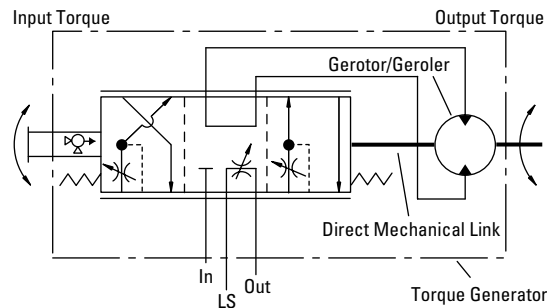 Input Torque
Output Torque
Gerotor/Geroler
Direct Mechanical Link
In
Out
LS
Torque Generator